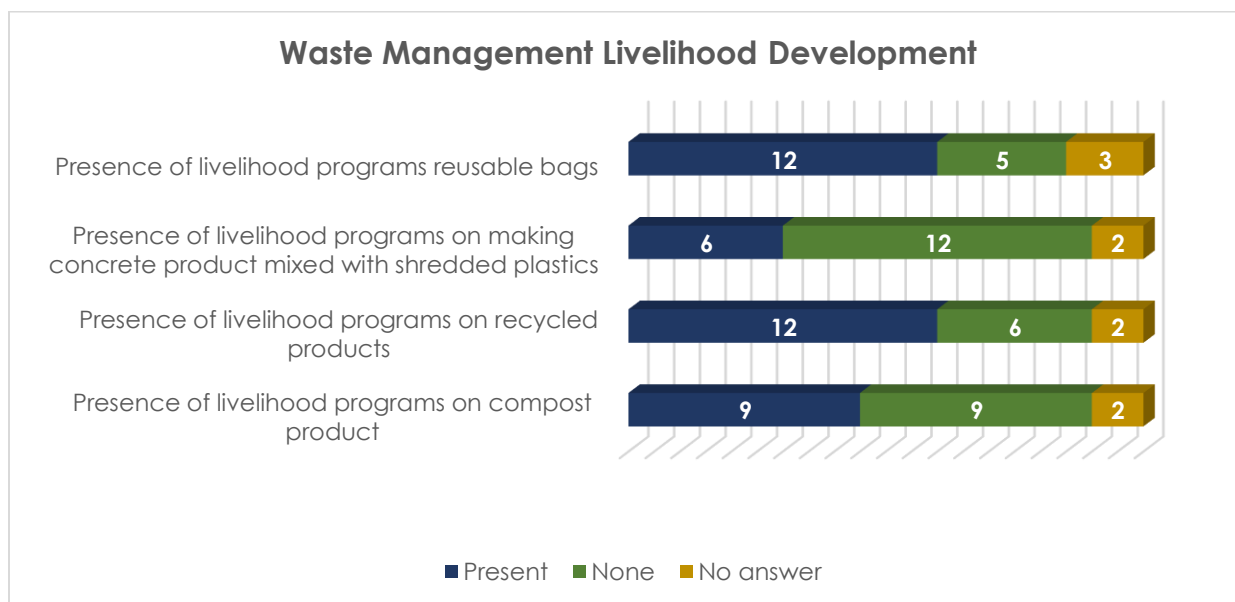 Waste Management Livelihood Development
Presence of livelihood programs reusable bags
12 5 3
Presence of livelihood programs on making
concrete product mixed with shredded plastics
6 12 2
Presence of livelihood programs on recycled
products
12 6 2
Presence of livelihood programs on compost
product
9 9 2
Present None No answer